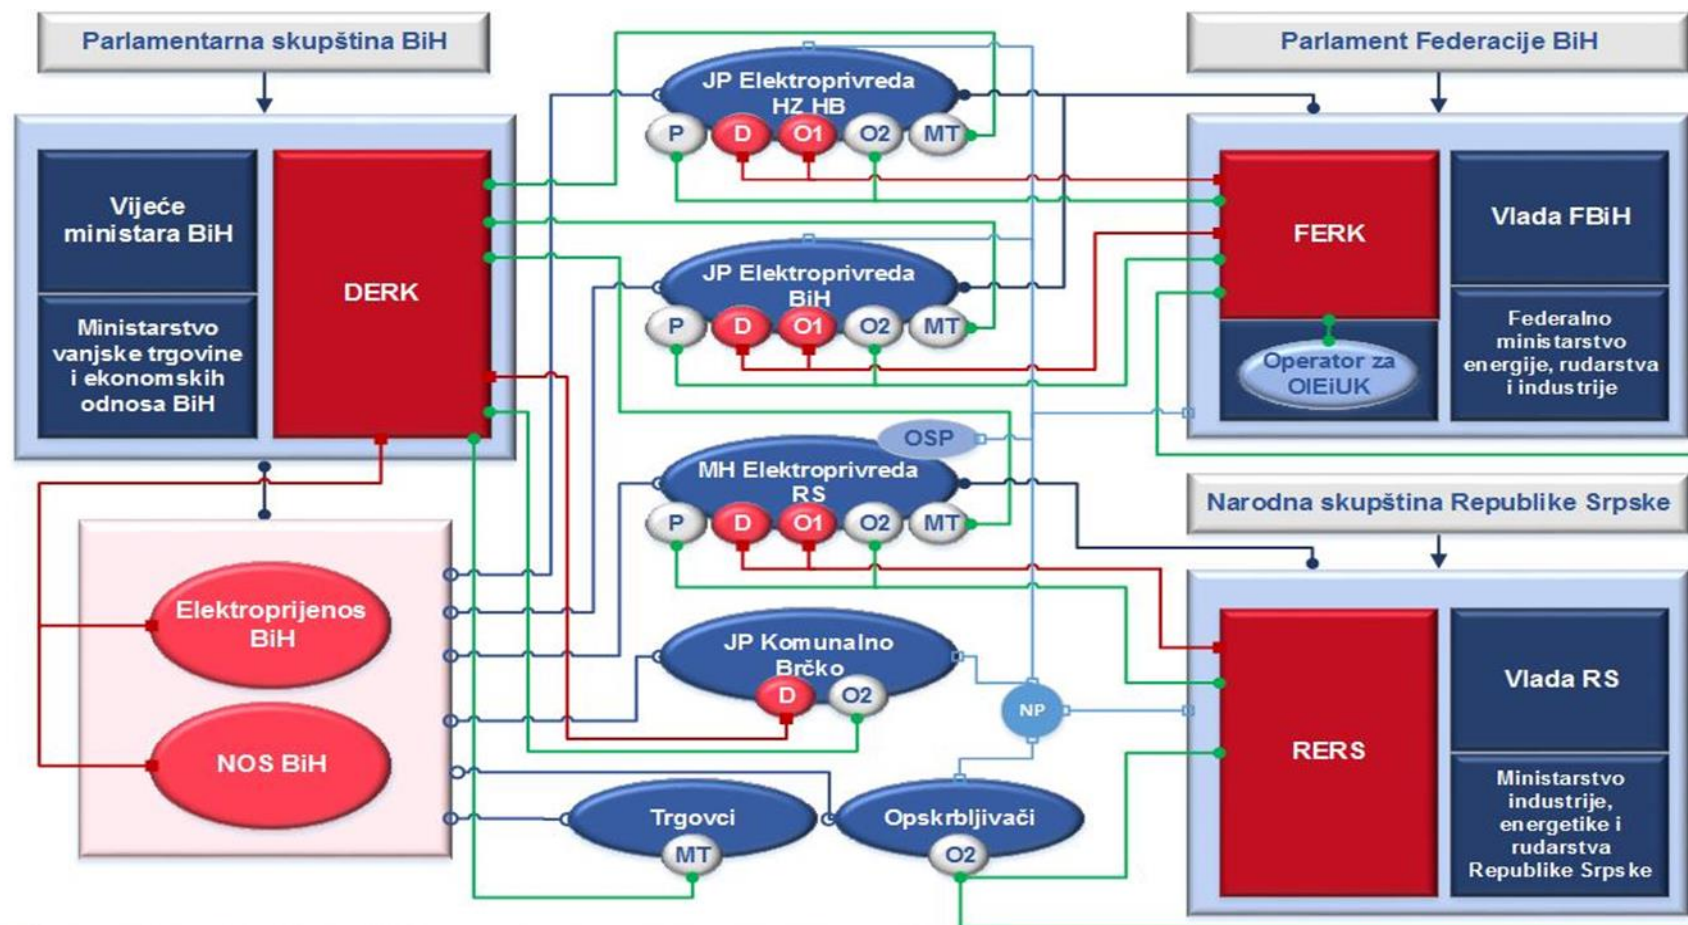 Parlamentarna skupština BiH
Vijeće
ministara BiH
Ministarstvo
vanjske trgovine
i ekonomskih
odnosa BiH
DERK
Elektroprijenos
BiH
NOS BiH
JP Elektroprivreda
HZ HB
P D O1 O2 MT
JP Elektroprivreda
BiH
P D O1 O2 MT
OSP
MH Elektroprivreda
RS
P D O1 O2 MT
JP Komunalno
Brčko
D O2
NP
Trgovci
MT
Opskrbljivači
O2
Parlament Federacije BiH
FERK
Operator za
OIEiUK
Vlada FBiH
Federalno
ministarstvo
energije, rudarstva
i industrije
Narodna skupština Republike Srpske
RERS
Vlada RS
Ministarstvo
industrije,
energetike i
rudarstva
Republike Srpske